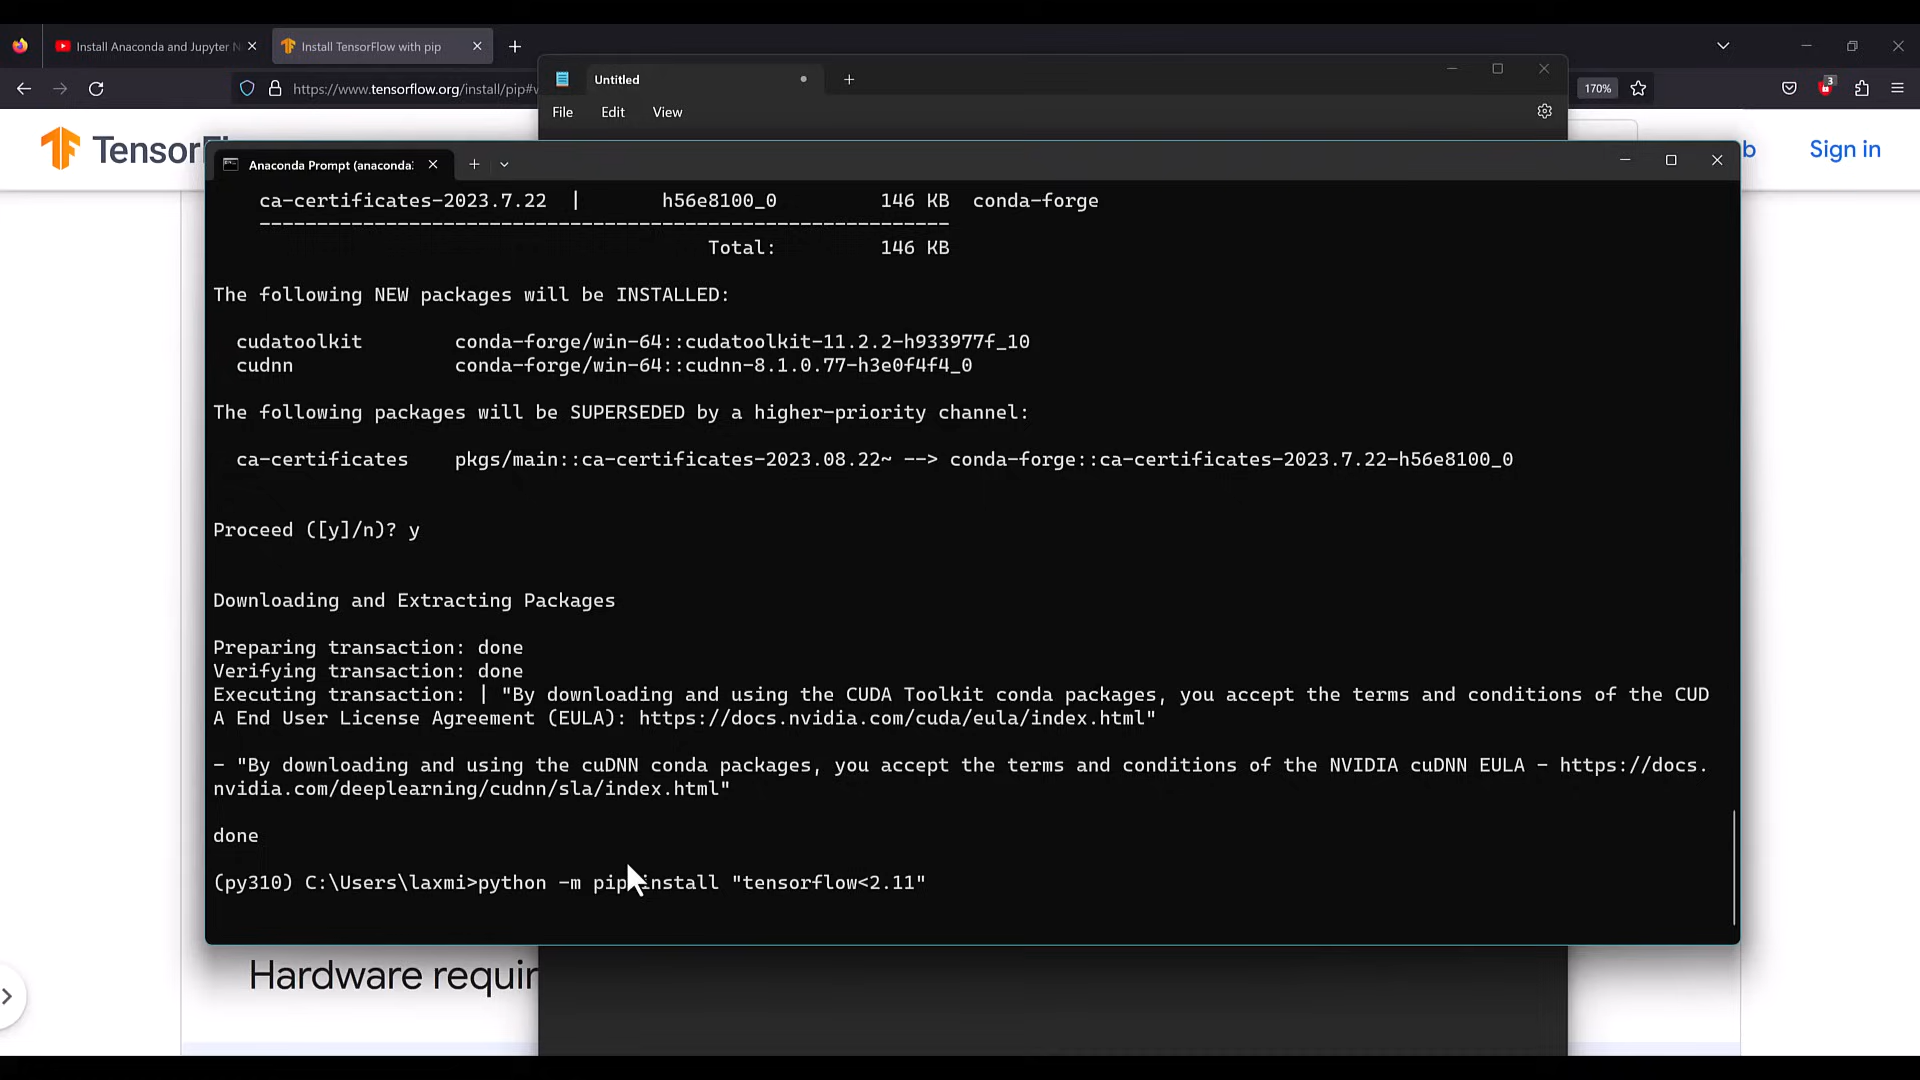 Install Anaconda and Jupyter N
Install TensorFlow with pip
https://www.tensorflow.org/install/pip#w
170%
3
Untitled
File Edit View
Sign in
Anaconda Prompt (anaconda:
ca-certificates-2023.7.22 | h56e8100_0 146 KB conda-forge
------------------------------------------------------------
Total: 146 KB
The following NEW packages will be INSTALLED:
cudatoolkit conda-forge/win-64::cudatoolkit-11.2.2-h933977f_10
cudnn conda-forge/win-64::cudnn-8.1.0.77-h3e0f4f4_0
The following packages will be SUPERSEDED by a higher-priority channel:
ca-certificates pkgs/main::ca-certificates-2023.08.22~ --> conda-forge::ca-certificates-2023.7.22-h56e8100_0
Proceed ([y]/n)? y
Downloading and Extracting Packages
Preparing transaction: done
Verifying transaction: done
Executing transaction: | "By downloading and using the CUDA Toolkit conda packages, you accept the terms and conditions of the CUD
A End User License Agreement (EULA): https://docs.nvidia.com/cuda/eula/index.html"
- "By downloading and using the cuDNN conda packages, you accept the terms and conditions of the NVIDIA cuDNN EULA - https://docs.
nvidia.com/deeplearning/cudnn/sla/index.html"
done
(py310) C:\Users\laxmi>python -m pip install "tensorflow<2.11"
Hardware requir